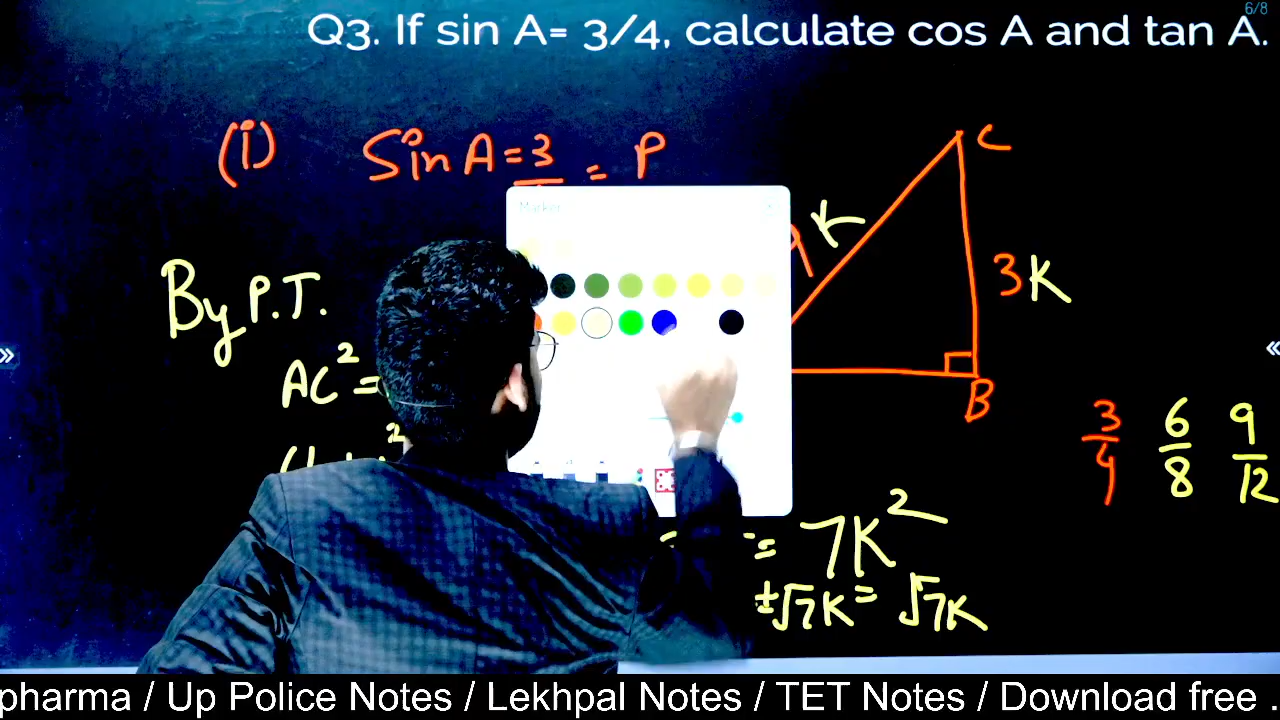 6/8
Q3. If sin A= 3/4, calculate cos A and tan A.
(i) Sin A = 3 = P
Marker
C
K
3K
By P.T.
AC² =
B
3/4 6/8 9/12
= 7K²
±√7K = √7K
pharma / Up Police Notes / Lekhpal Notes / TET Notes / Download free .